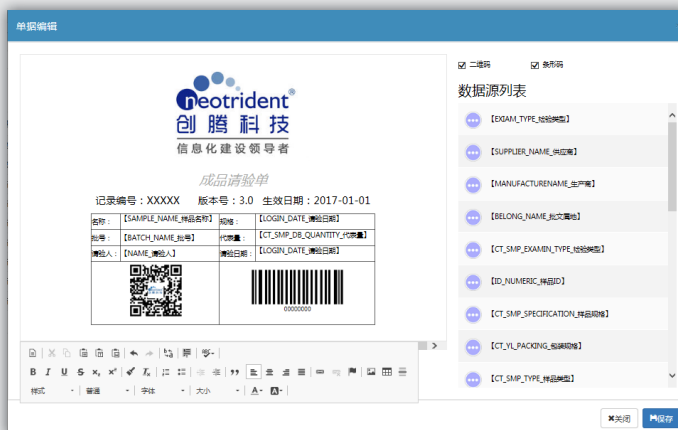 单据编辑
neotrident®
创腾科技
信息化建设领导者
成品请验单
记录编号：XXXXX 版本号：3.0 生效日期：2017-01-01
名称： 【SAMPLE_NAME_样品名称】 规格： 【LOGIN_DATE_请验日期】
批号： 【BATCH_NAME_批号】 代表量： 【CT_SMP_DB_QUANTITY_代表量】
请验人： 【NAME_请验人】 请验日期： 【LOGIN_DATE_请验日期】
00000000
样式 普通 字体 大小
二维码 条形码
数据源列表
【EXIAM_TYPE_检验类型】
【SUPPLIER_NAME_供应商】
【MANUFACTURENAME_生产商】
【BELONG_NAME_批文属地】
【CT_SMP_EXAMIN_TYPE_检验类型】
【ID_NUMERIC_样品ID】
【CT_SMP_SPECIFICATION_样品规格】
【CT_YL_PACKING_包装规格】
【CT_SMP_TYPE_样品类型】
关闭 保存